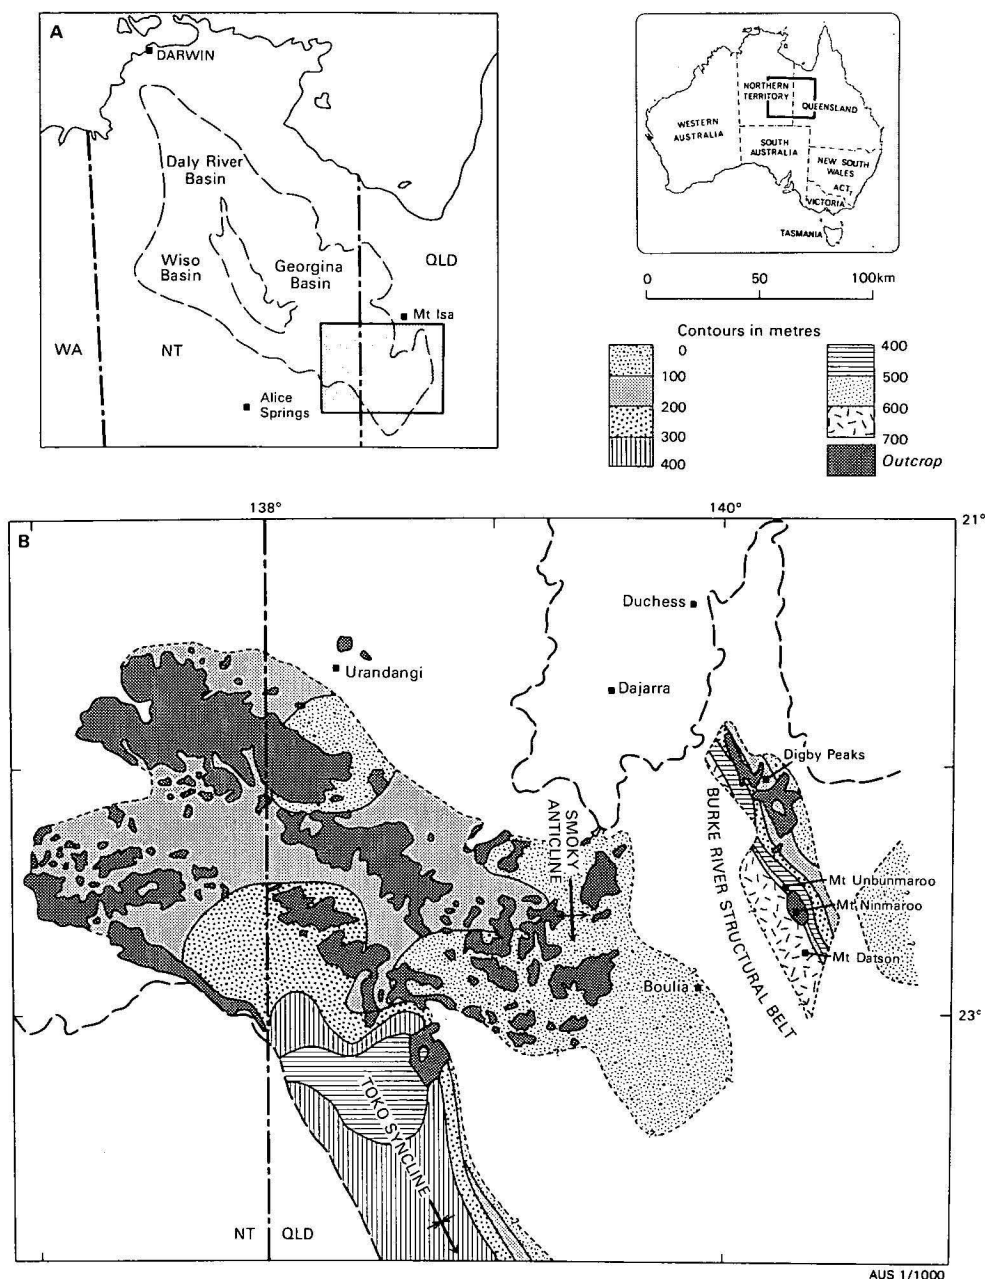 A
DARWIN
Daly River
Basin
Wiso
Basin
Georgina
Basin
QLD
Mt Isa
WA
NT
Alice
Springs
NORTHERN
TERRITORY
QUEENSLAND
WESTERN
AUSTRALIA
SOUTH
AUSTRALIA
NEW SOUTH
WALES
ACT
VICTORIA
TASMANIA
0 50 100km
Contours in metres
0
100
200
300
400
400
500
600
700
Outcrop
138°
140°
21°
B
Duchess
Urandangi
Dajarra
Digby Peaks
SMOKY
ANTICLINE
BURKE RIVER STRUCTURAL BELT
Mt Unbunmaroo
Mt Ninmaroo
Mt Datson
Boulia
23°
TOKO SYNCLINE
NT
QLD
AUS 1/1000